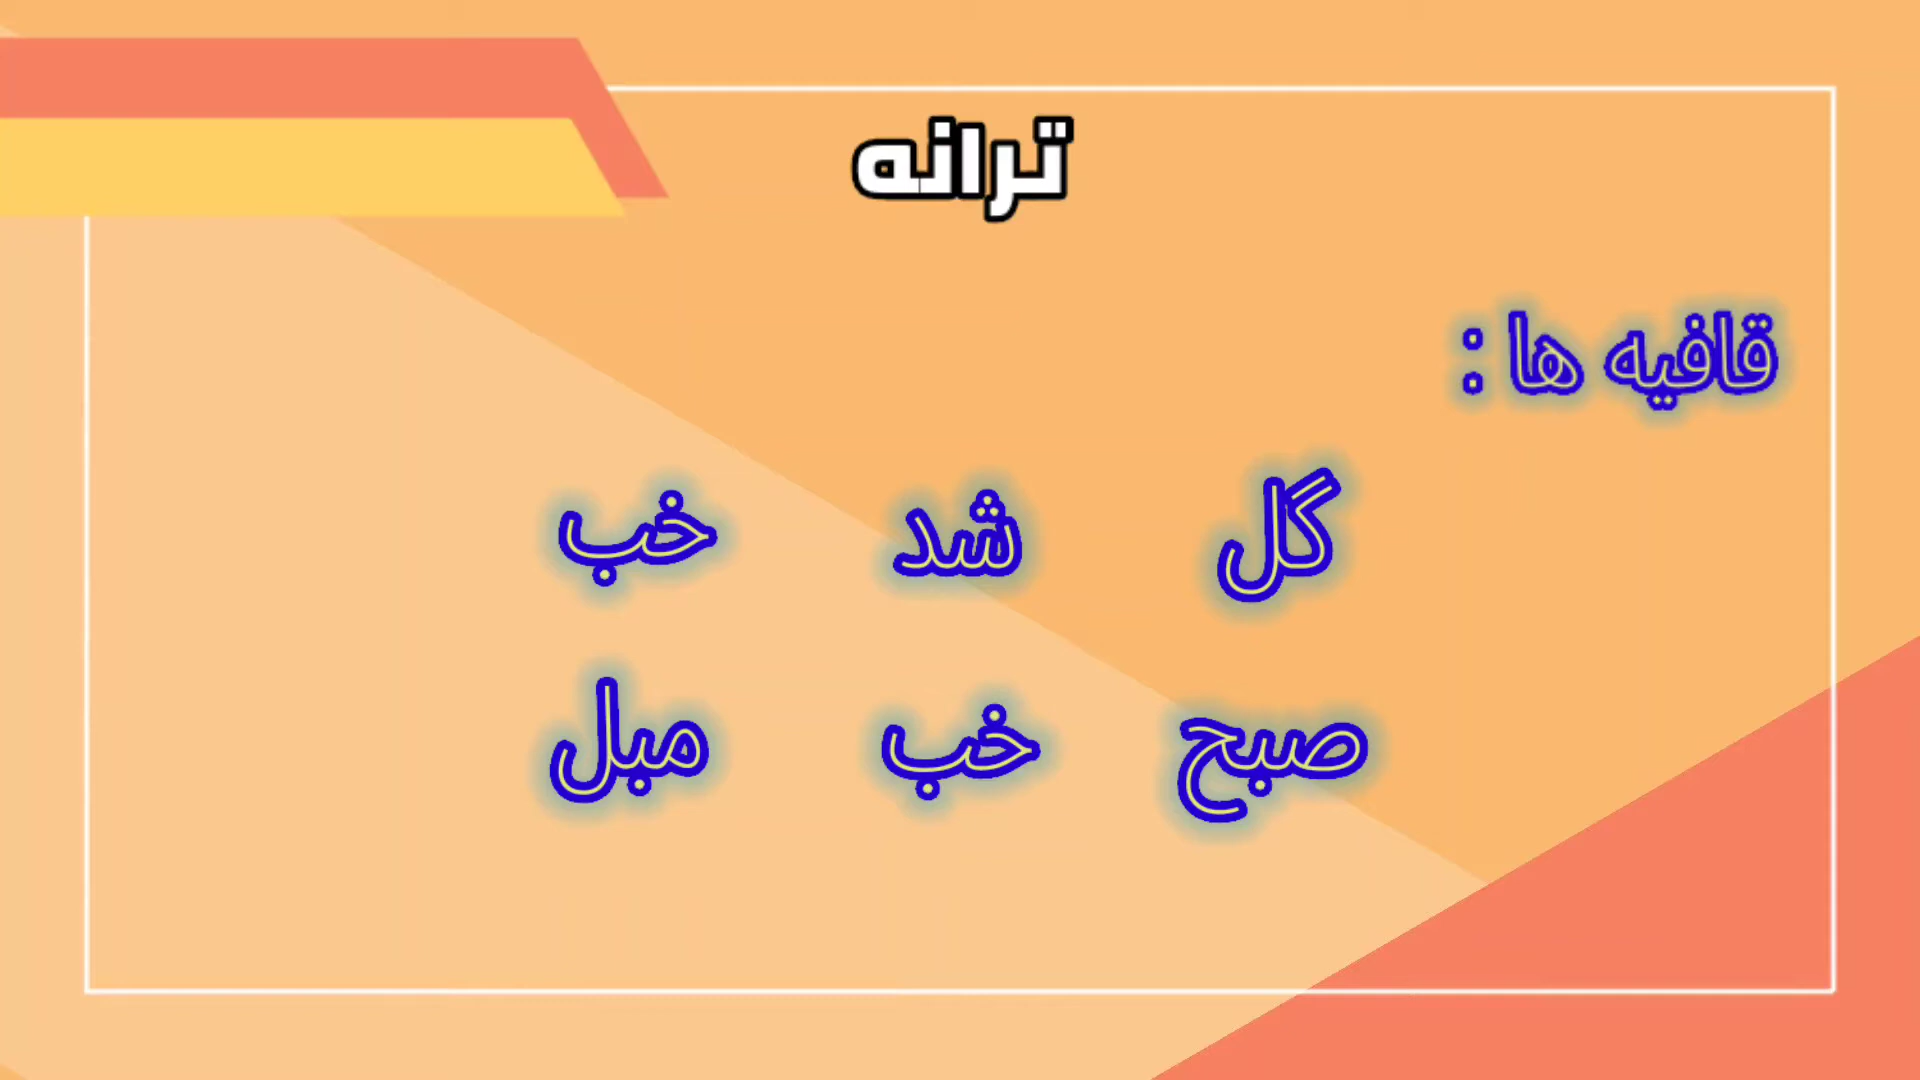 ترانه
قافیه ها :
گل شد خب
صبح خب مبل